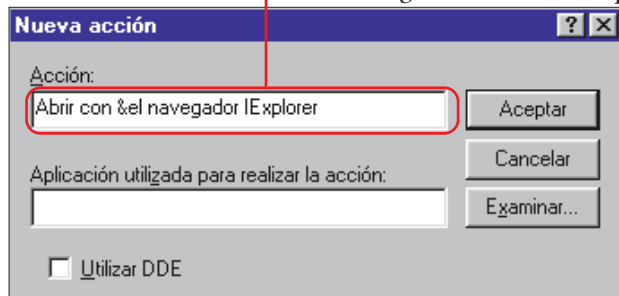 Nueva acción
Acción:
Abrir con &el navegador IExplorer
Aceptar
Cancelar
Aplicación utilizada para realizar la acción:
Examinar...
Utilizar DDE